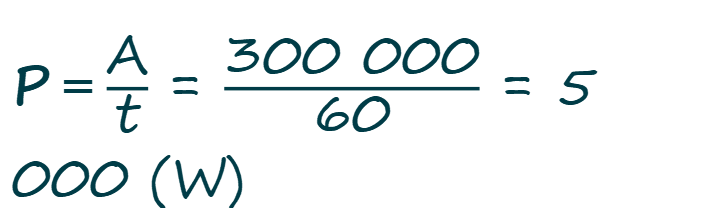 P = A/t = 300 000/60 = 5
000 (W)